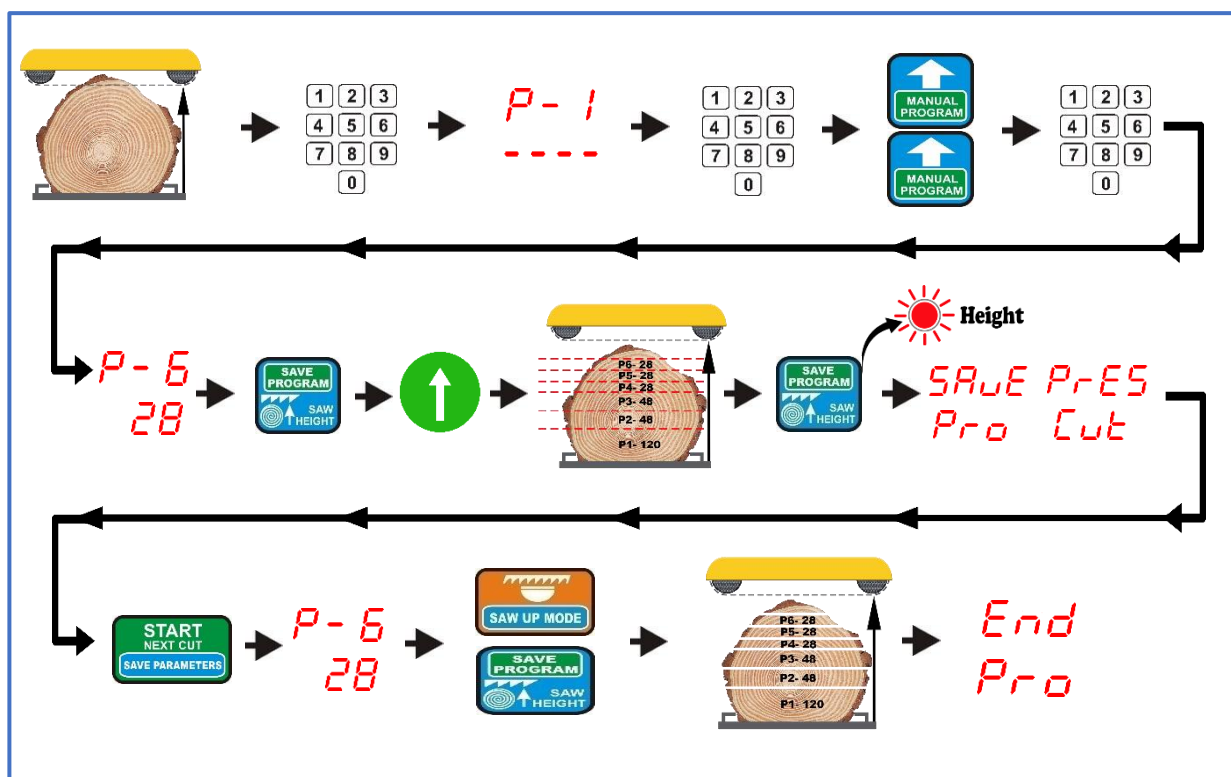 1 2 3
4 5 6
7 8 9
0
P-1
----
1 2 3
4 5 6
7 8 9
0
MANUAL
PROGRAM
MANUAL
PROGRAM
1 2 3
4 5 6
7 8 9
0
P-6
28
SAVE
PROGRAM
SAW
HEIGHT
P6- 28
P5- 28
P4- 28
P3- 48
P2- 48
P1- 120
SAVE
PROGRAM
SAW
HEIGHT
Height
SAuE PrES
Pro Cut
START
NEXT CUT
SAVE PARAMETERS
P-6
28
SAW UP MODE
SAVE
PROGRAM
SAW
HEIGHT
P6- 28
P5- 28
P4- 28
P3- 48
P2- 48
P1- 120
End
Pro